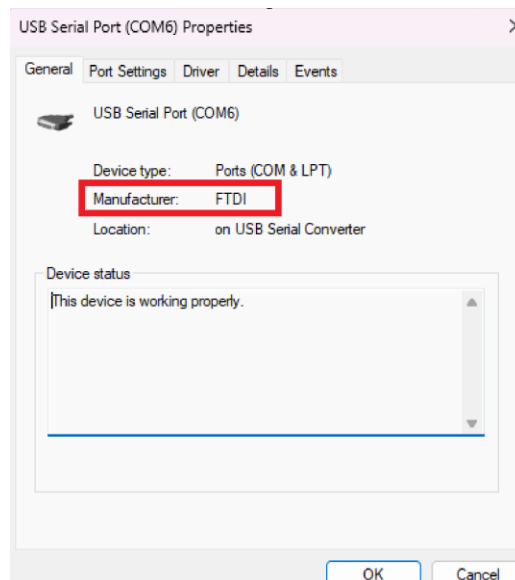 USB Serial Port (COM6) Properties
General Port Settings Driver Details Events
USB Serial Port (COM6)
Device type: Ports (COM & LPT)
Manufacturer: FTDI
Location: on USB Serial Converter
Device status
This device is working properly.
OK Cancel